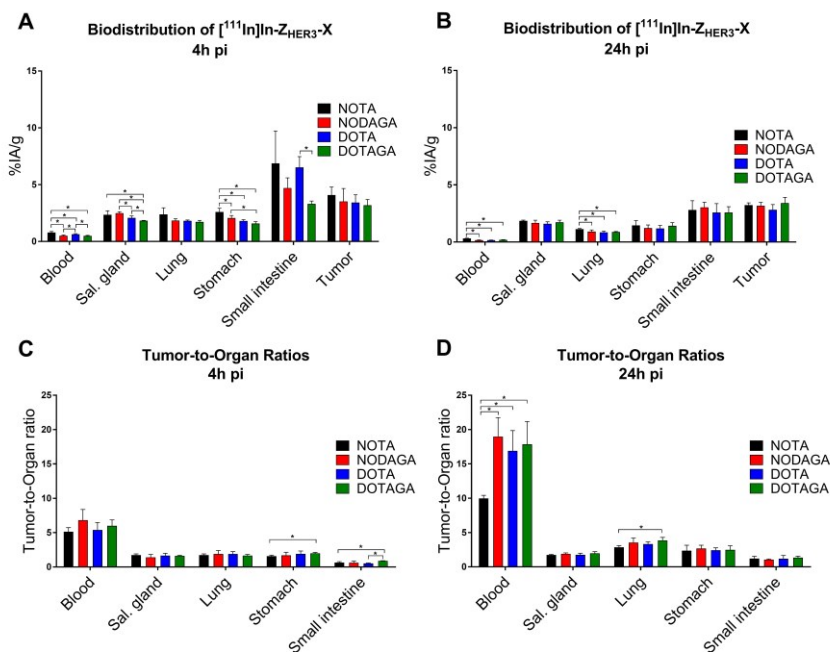 A
Biodistribution of [¹¹¹In]In-Z_HER3-X
4h pi
%IA/g
15
10
5
0
NOTA
NODAGA
DOTA
DOTAGA
* * * * * * * * * * * * *
Blood
Sal. gland
Lung
Stomach
Small intestine
Tumor
B
Biodistribution of [¹¹¹In]In-Z_HER3-X
24h pi
%IA/g
15
10
5
0
NOTA
NODAGA
DOTA
DOTAGA
* * * * * *
Blood
Sal. gland
Lung
Stomach
Small intestine
Tumor
C
Tumor-to-Organ Ratios
4h pi
Tumor-to-Organ ratio
25
20
15
10
5
0
NOTA
NODAGA
DOTA
DOTAGA
* * *
Blood
Sal. gland
Lung
Stomach
Small intestine
D
Tumor-to-Organ Ratios
24h pi
Tumor-to-Organ ratio
25
20
15
10
5
0
NOTA
NODAGA
DOTA
DOTAGA
* * * *
Blood
Sal. gland
Lung
Stomach
Small intestine